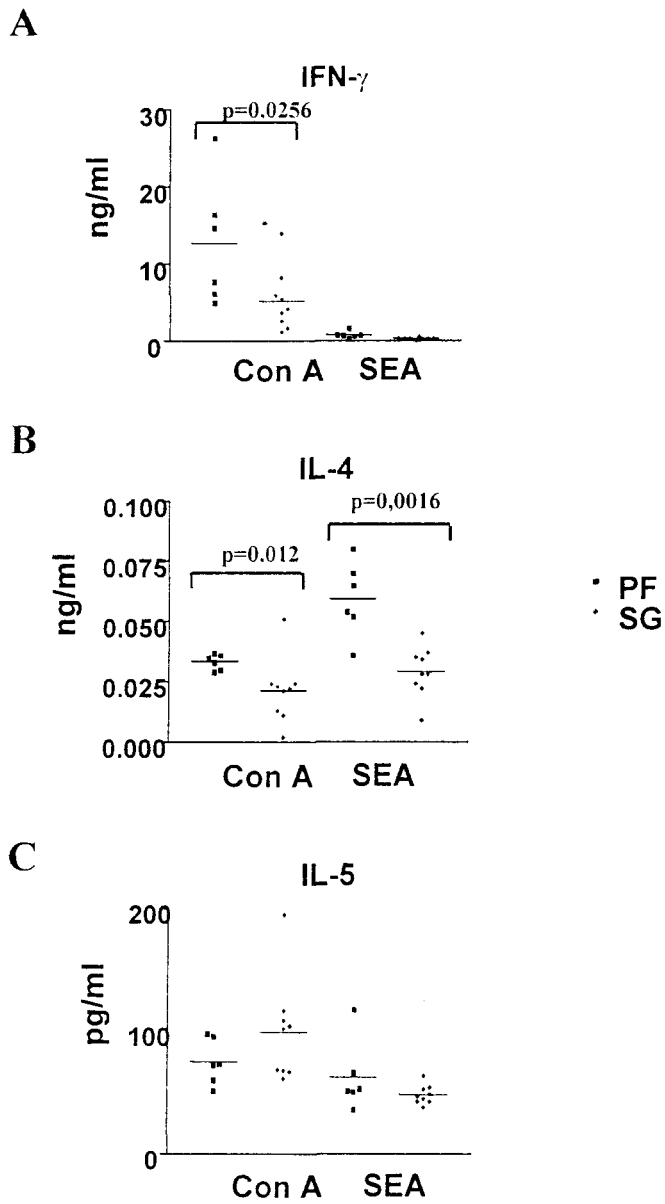 A
IFN-γ
p=0.0256
30
20
10
0
ng/ml
Con A SEA
B
IL-4
p=0,0016
p=0.012
0.100
0.075
0.050
0.025
0.000
ng/ml
PF
SG
Con A SEA
C
IL-5
200
100
0
pg/ml
Con A SEA